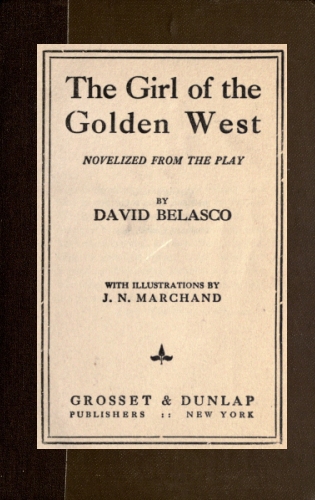 The Girl of the
Golden West
NOVELIZED FROM THE PLAY
BY
DAVID BELASCO
WITH ILLUSTRATIONS BY
J. N. MARCHAND
GROSSET & DUNLAP
PUBLISHERS :: NEW YORK